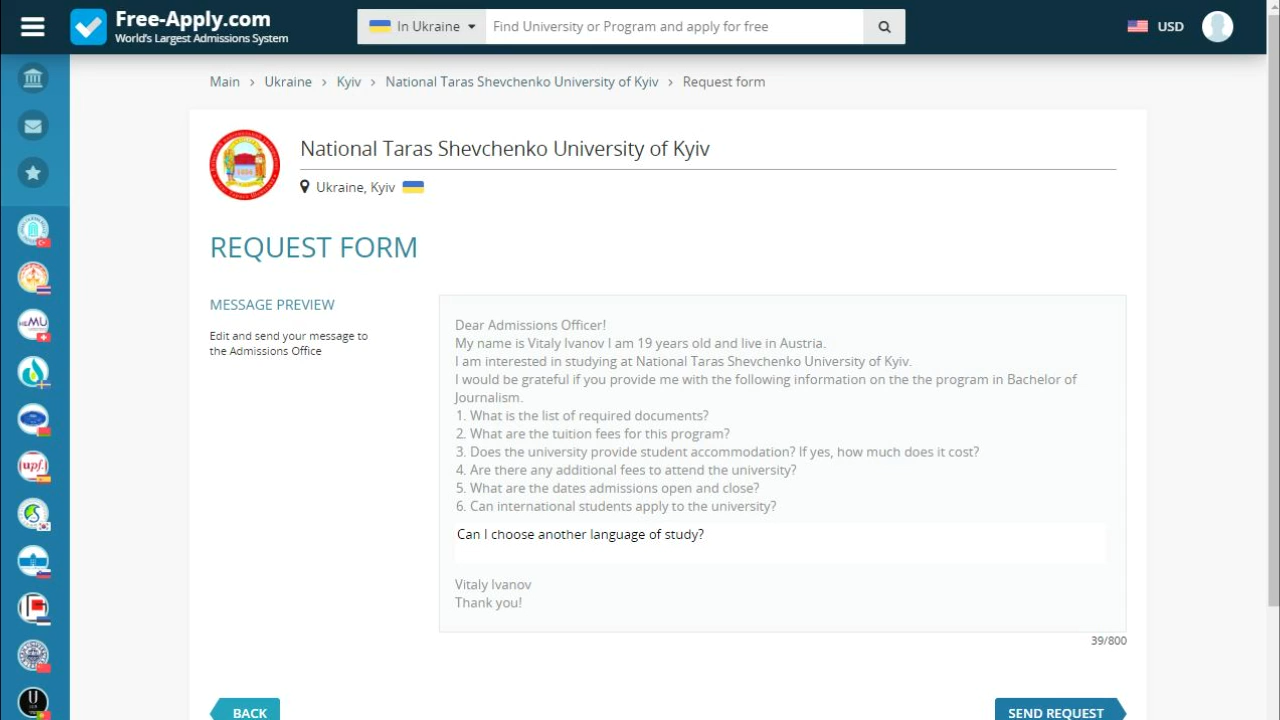 Free-Apply.com
World's Largest Admissions System
In Ukraine
Find University or Program and apply for free
USD
Main > Ukraine > Kyiv > National Taras Shevchenko University of Kyiv > Request form
National Taras Shevchenko University of Kyiv
Ukraine, Kyiv
REQUEST FORM
MESSAGE PREVIEW
Edit and send your message to
the Admissions Office
Dear Admissions Officer!
My name is Vitaly Ivanov I am 19 years old and live in Austria.
I am interested in studying at National Taras Shevchenko University of Kyiv.
I would be grateful if you provide me with the following information on the the program in Bachelor of
Journalism.
1. What is the list of required documents?
2. What are the tuition fees for this program?
3. Does the university provide student accommodation? If yes, how much does it cost?
4. Are there any additional fees to attend the university?
5. What are the dates admissions open and close?
6. Can international students apply to the university?
Can I choose another language of study?
Vitaly Ivanov
Thank you!
39/800
BACK
SEND REQUEST
HEMU
upf.
U